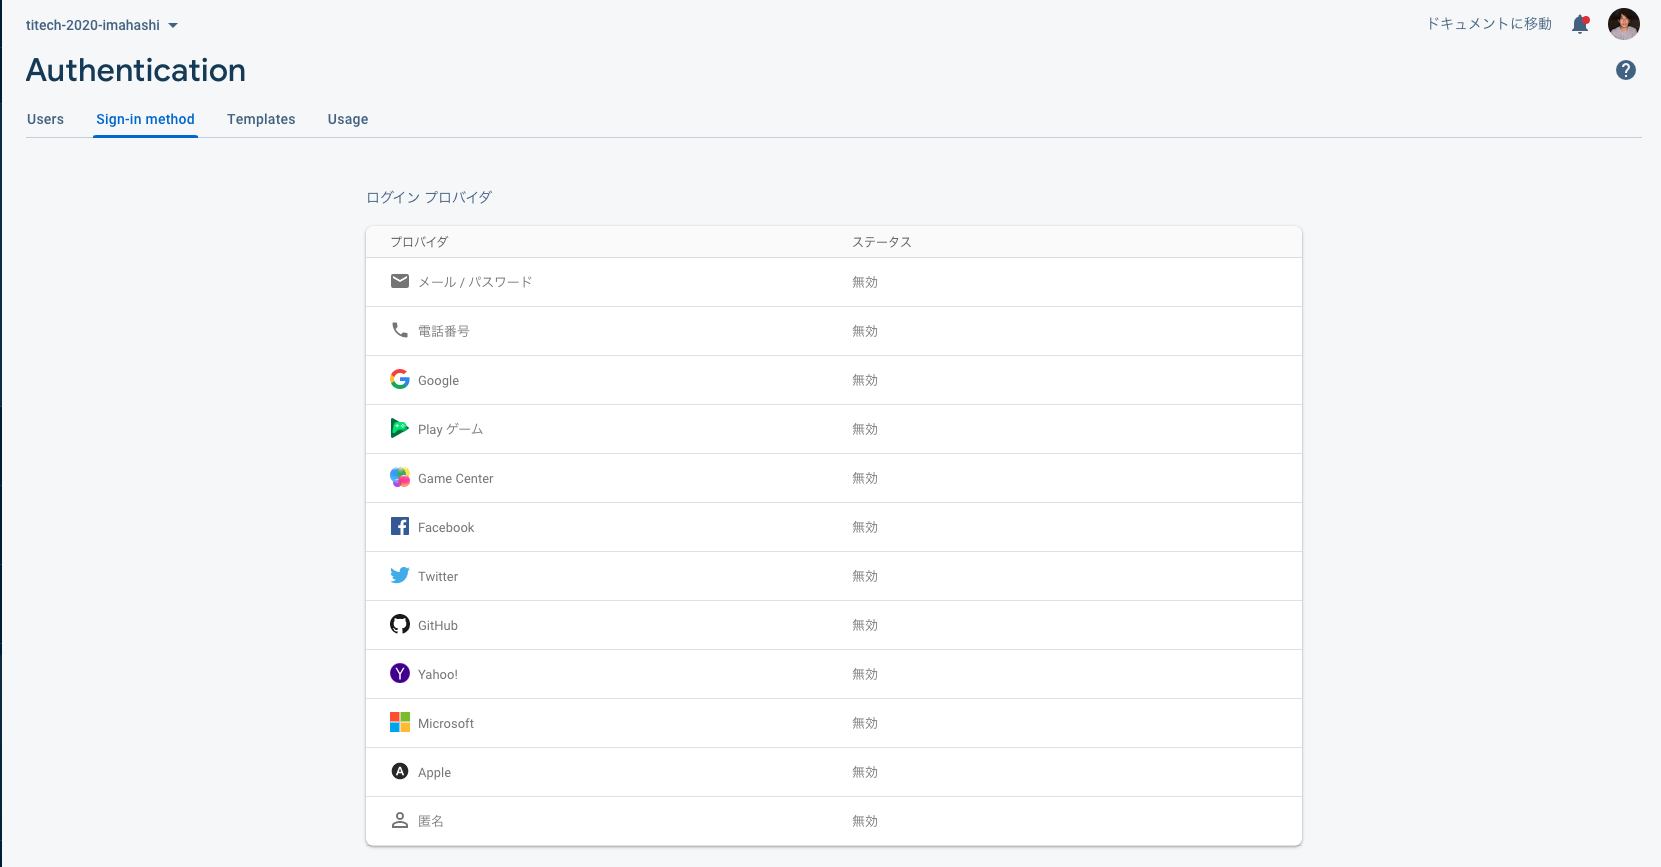 titech-2020-imahashi
ドキュメントに移動
Authentication
Users Sign-in method Templates Usage
ログイン プロバイダ
プロバイダ ステータス
メール / パスワード 無効
電話番号 無効
Google 無効
Play ゲーム 無効
Game Center 無効
Facebook 無効
Twitter 無効
GitHub 無効
Yahoo! 無効
Microsoft 無効
Apple 無効
匿名 無効